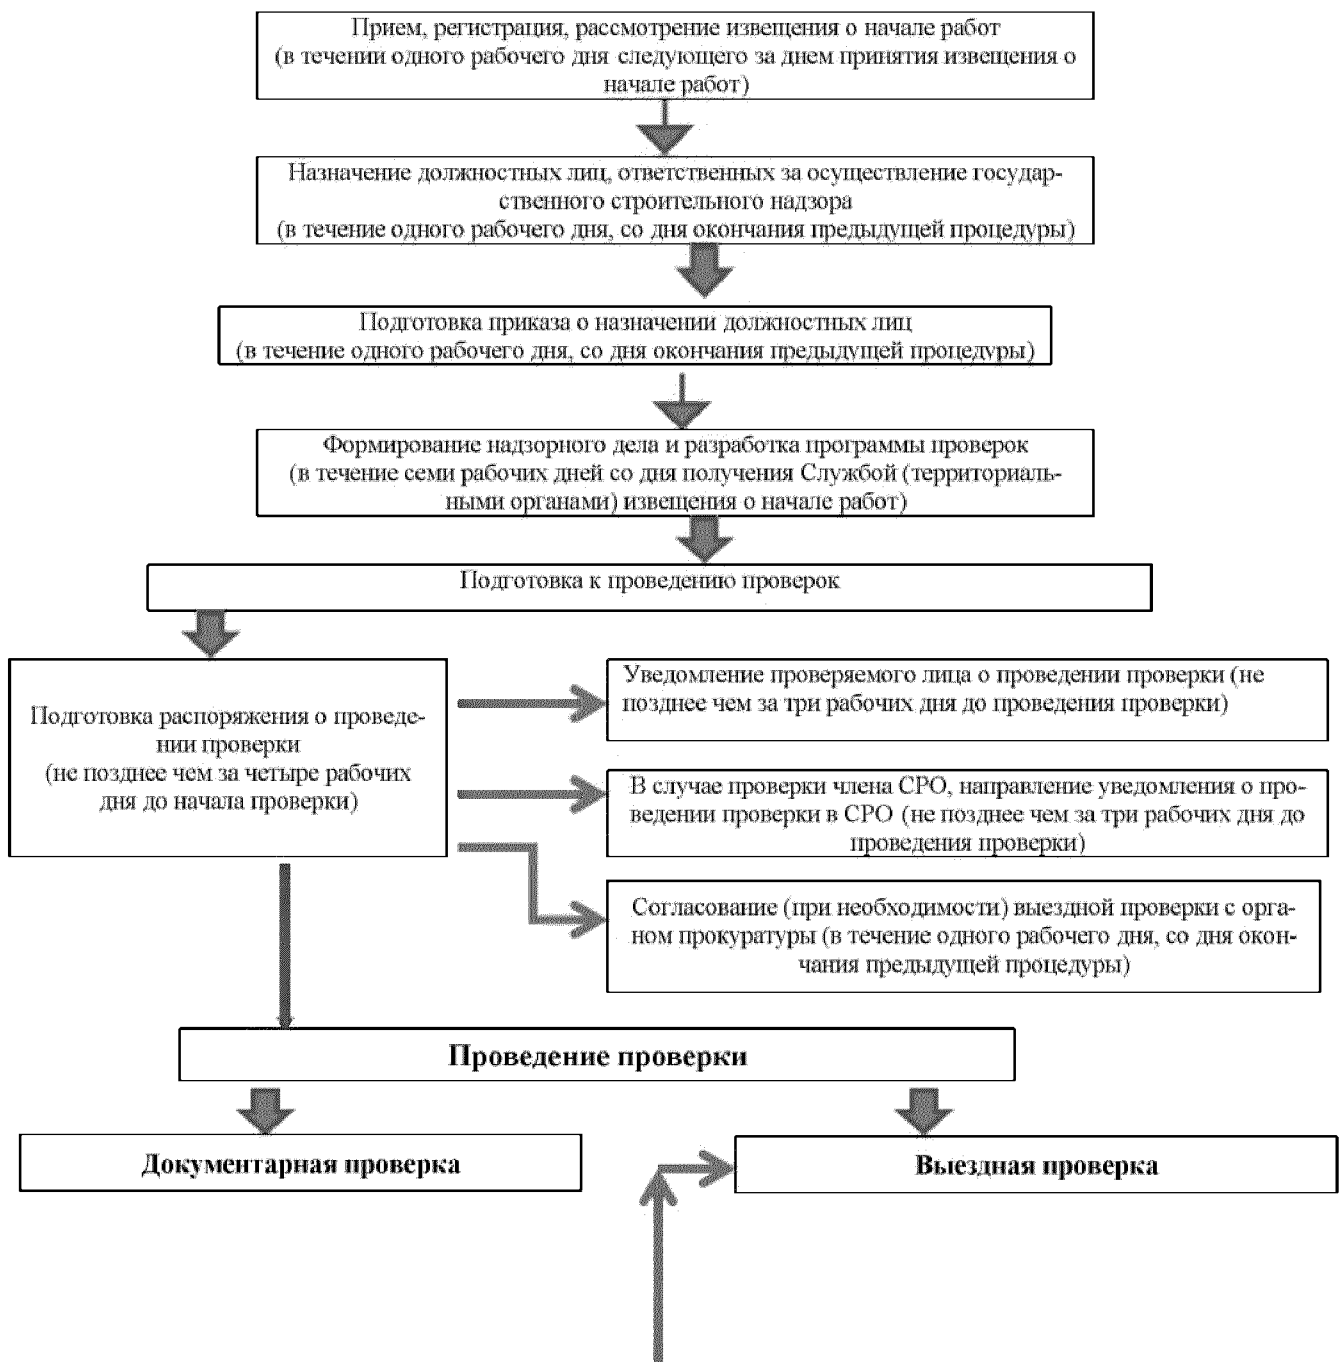 Прием, регистрация, рассмотрение извещения о начале работ
(в течении одного рабочего дня следующего за днем принятия извещения о
начале работ)
Назначение должностных лиц, ответственных за осуществление государ-
ственного строительного надзора
(в течение одного рабочего дня, со дня окончания предыдущей процедуры)
Подготовка приказа о назначении должностных лиц
(в течение одного рабочего дня, со дня окончания предыдущей процедуры)
Формирование надзорного дела и разработка программы проверок
(в течение семи рабочих дней со дня получения Службой (территориаль-
ными органами) извещения о начале работ)
Подготовка к проведению проверок
Подготовка распоряжения о проведе-
нии проверки
(не позднее чем за четыре рабочих
дня до начала проверки)
Уведомление проверяемого лица о проведении проверки (не
позднее чем за три рабочих дня до проведения проверки)
В случае проверки члена СРО, направление уведомления о про-
ведении проверки в СРО (не позднее чем за три рабочих дня до
проведения проверки)
Согласование (при необходимости) выездной проверки с орга-
ном прокуратуры (в течение одного рабочего дня, со дня окон-
чания предыдущей процедуры)
Проведение проверки
Документарная проверка
Выездная проверка